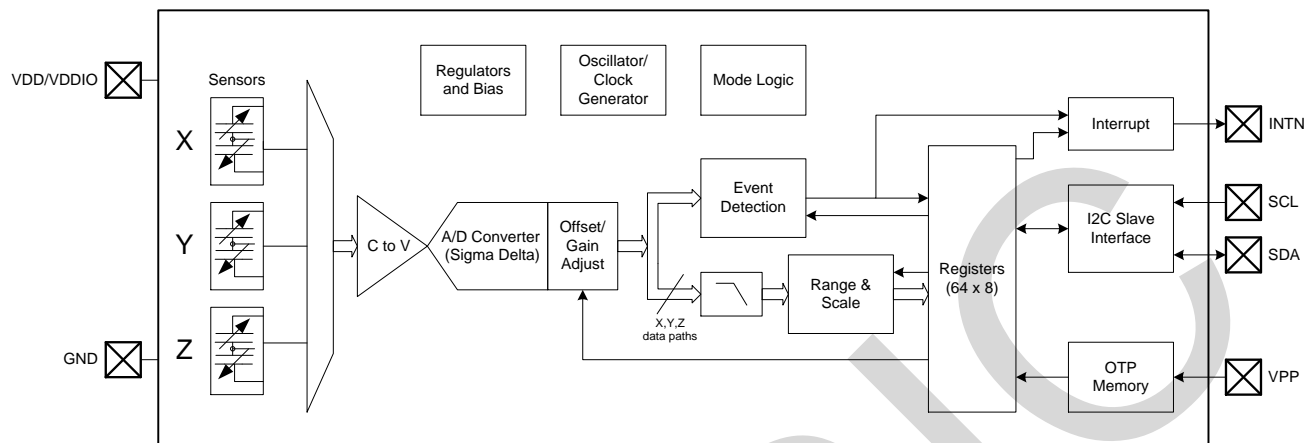 VDD/VDDIO
GND
Sensors
X
Y
Z
Regulators
and Bias
Oscillator/
Clock
Generator
Mode Logic
C to V
A/D Converter
(Sigma Delta)
Offset/
Gain
Adjust
Event
Detection
X,Y,Z
data paths
Range &
Scale
Registers
(64 x 8)
Interrupt
I2C Slave
Interface
OTP
Memory
INTN
SCL
SDA
VPP